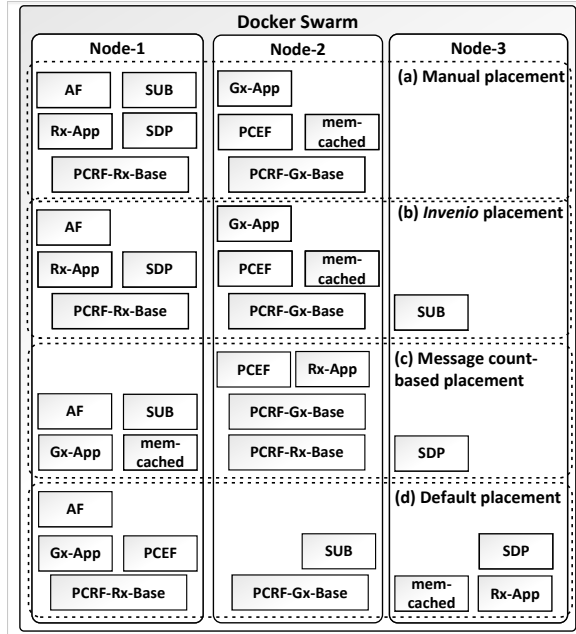 Docker Swarm
Node-1
Node-2
Node-3
(a) Manual placement
AF
SUB
Gx-App
Rx-App
SDP
PCEF
mem-
cached
PCRF-Rx-Base
PCRF-Gx-Base
(b) Invenio placement
AF
Gx-App
Rx-App
SDP
PCEF
mem-
cached
PCRF-Rx-Base
PCRF-Gx-Base
SUB
(c) Message count-
based placement
PCEF
Rx-App
AF
SUB
PCRF-Gx-Base
Gx-App
mem-
cached
PCRF-Rx-Base
SDP
(d) Default placement
AF
Gx-App
PCEF
SUB
SDP
PCRF-Rx-Base
PCRF-Gx-Base
mem-
cached
Rx-App